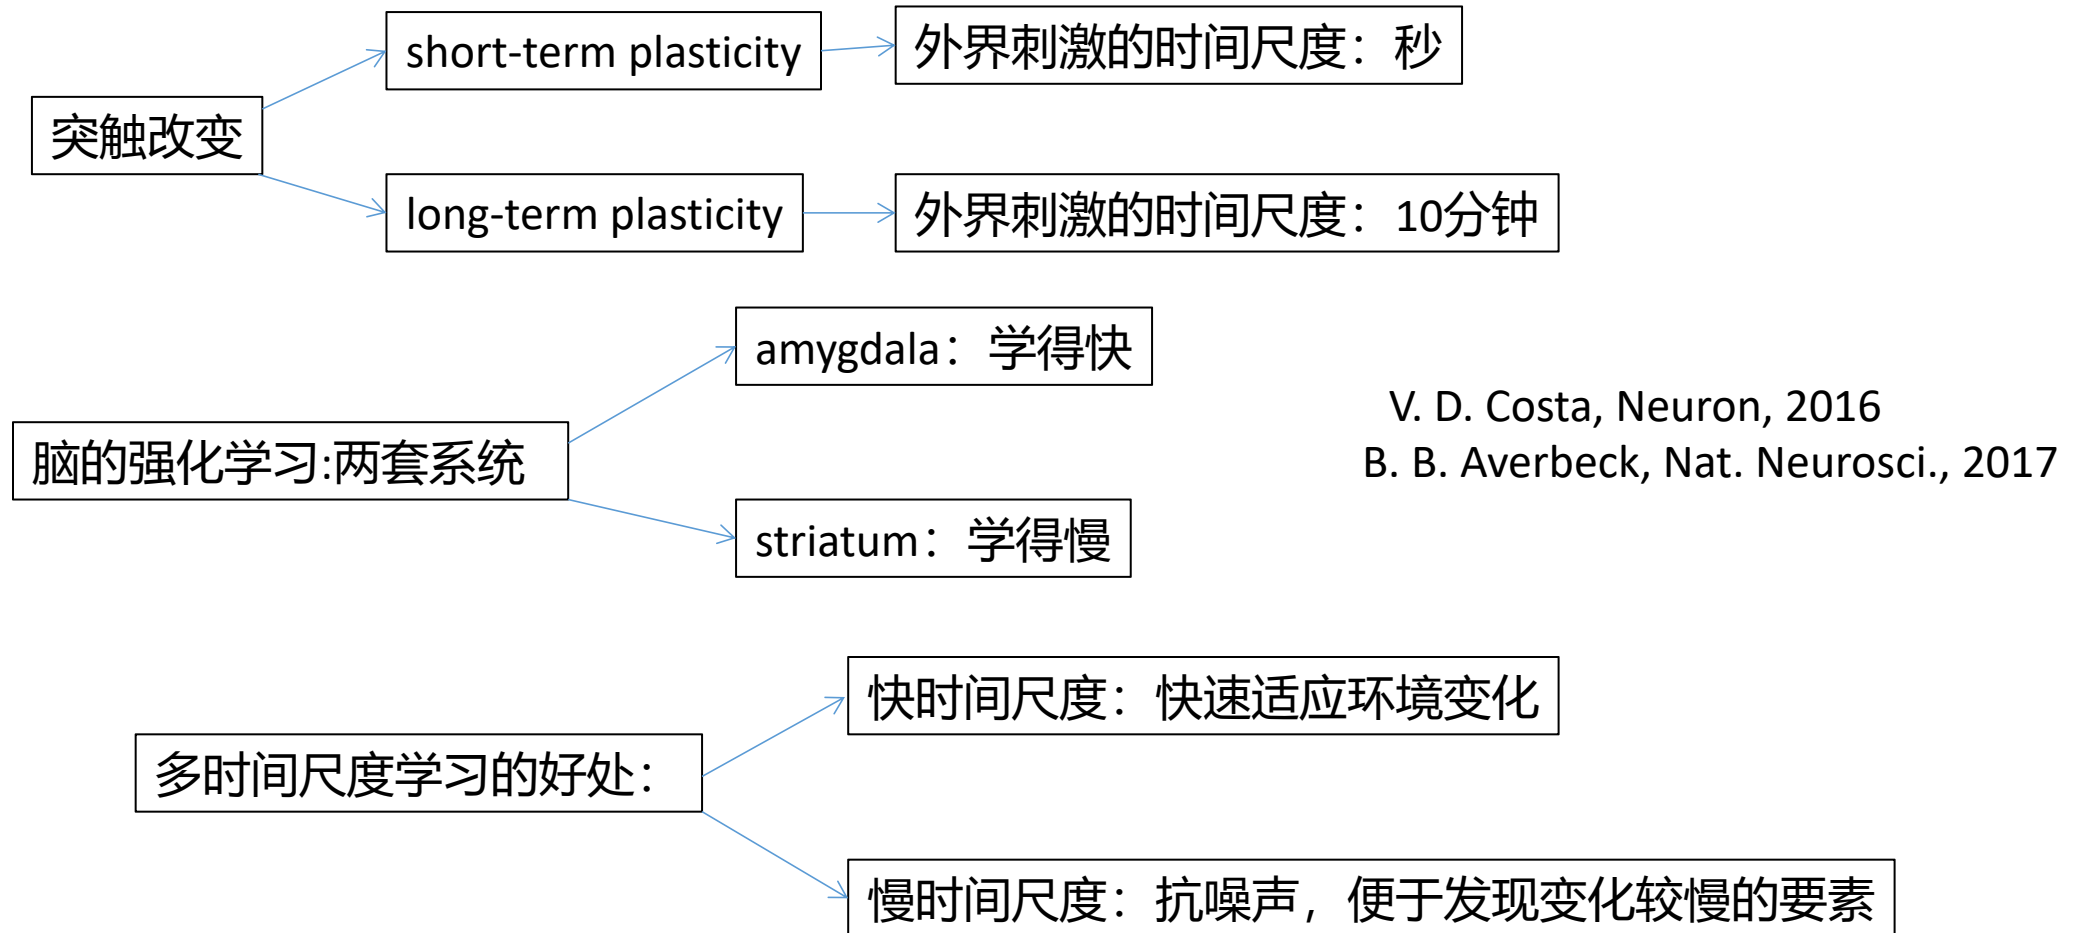 short-term plasticity
外界刺激的时间尺度：秒
突触改变
long-term plasticity
外界刺激的时间尺度：10分钟
amygdala：学得快
脑的强化学习:两套系统
striatum：学得慢
V. D. Costa, Neuron, 2016
B. B. Averbeck, Nat. Neurosci., 2017
快时间尺度：快速适应环境变化
多时间尺度学习的好处：
慢时间尺度：抗噪声，便于发现变化较慢的要素